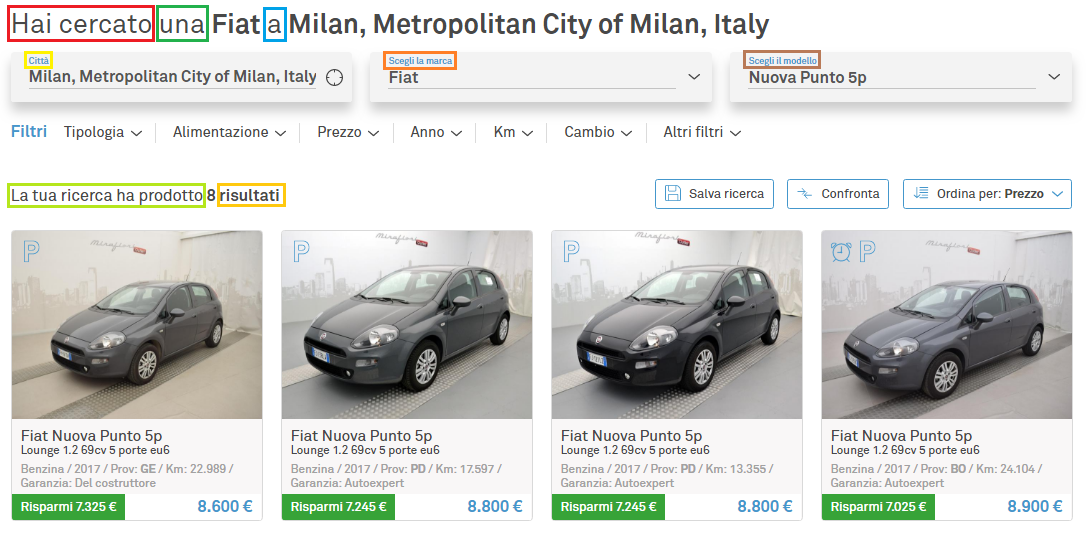 Hai cercato una Fiat a Milan, Metropolitan City of Milan, Italy
Città
Milan, Metropolitan City of Milan, Italy
Scegli la marca
Fiat
Scegli il modello
Nuova Punto 5p
Filtri Tipologia Alimentazione Prezzo Anno Km Cambio Altri filtri
La tua ricerca ha prodotto 8 risultati
Salva ricerca
Confronta
Ordina per: Prezzo
P
Mirafiori
Fiat Nuova Punto 5p
Lounge 1.2 69cv 5 porte eu6
Benzina / 2017 / Prov: GE / Km: 22.989 /
Garanzia: Del costruttore
Risparmi 7.325 € 8.600 €
P
Mirafiori
Fiat Nuova Punto 5p
Lounge 1.2 69cv 5 porte eu6
Benzina / 2017 / Prov: PD / Km: 17.597 /
Garanzia: Autoexpert
Risparmi 7.245 € 8.800 €
P
Mirafiori
Fiat Nuova Punto 5p
Lounge 1.2 69cv 5 porte eu6
Benzina / 2017 / Prov: PD / Km: 13.355 /
Garanzia: Autoexpert
Risparmi 7.245 € 8.800 €
P
Mirafiori
Fiat Nuova Punto 5p
Lounge 1.2 69cv 5 porte eu6
Benzina / 2017 / Prov: BO / Km: 24.104 /
Garanzia: Autoexpert
Risparmi 7.025 € 8.900 €